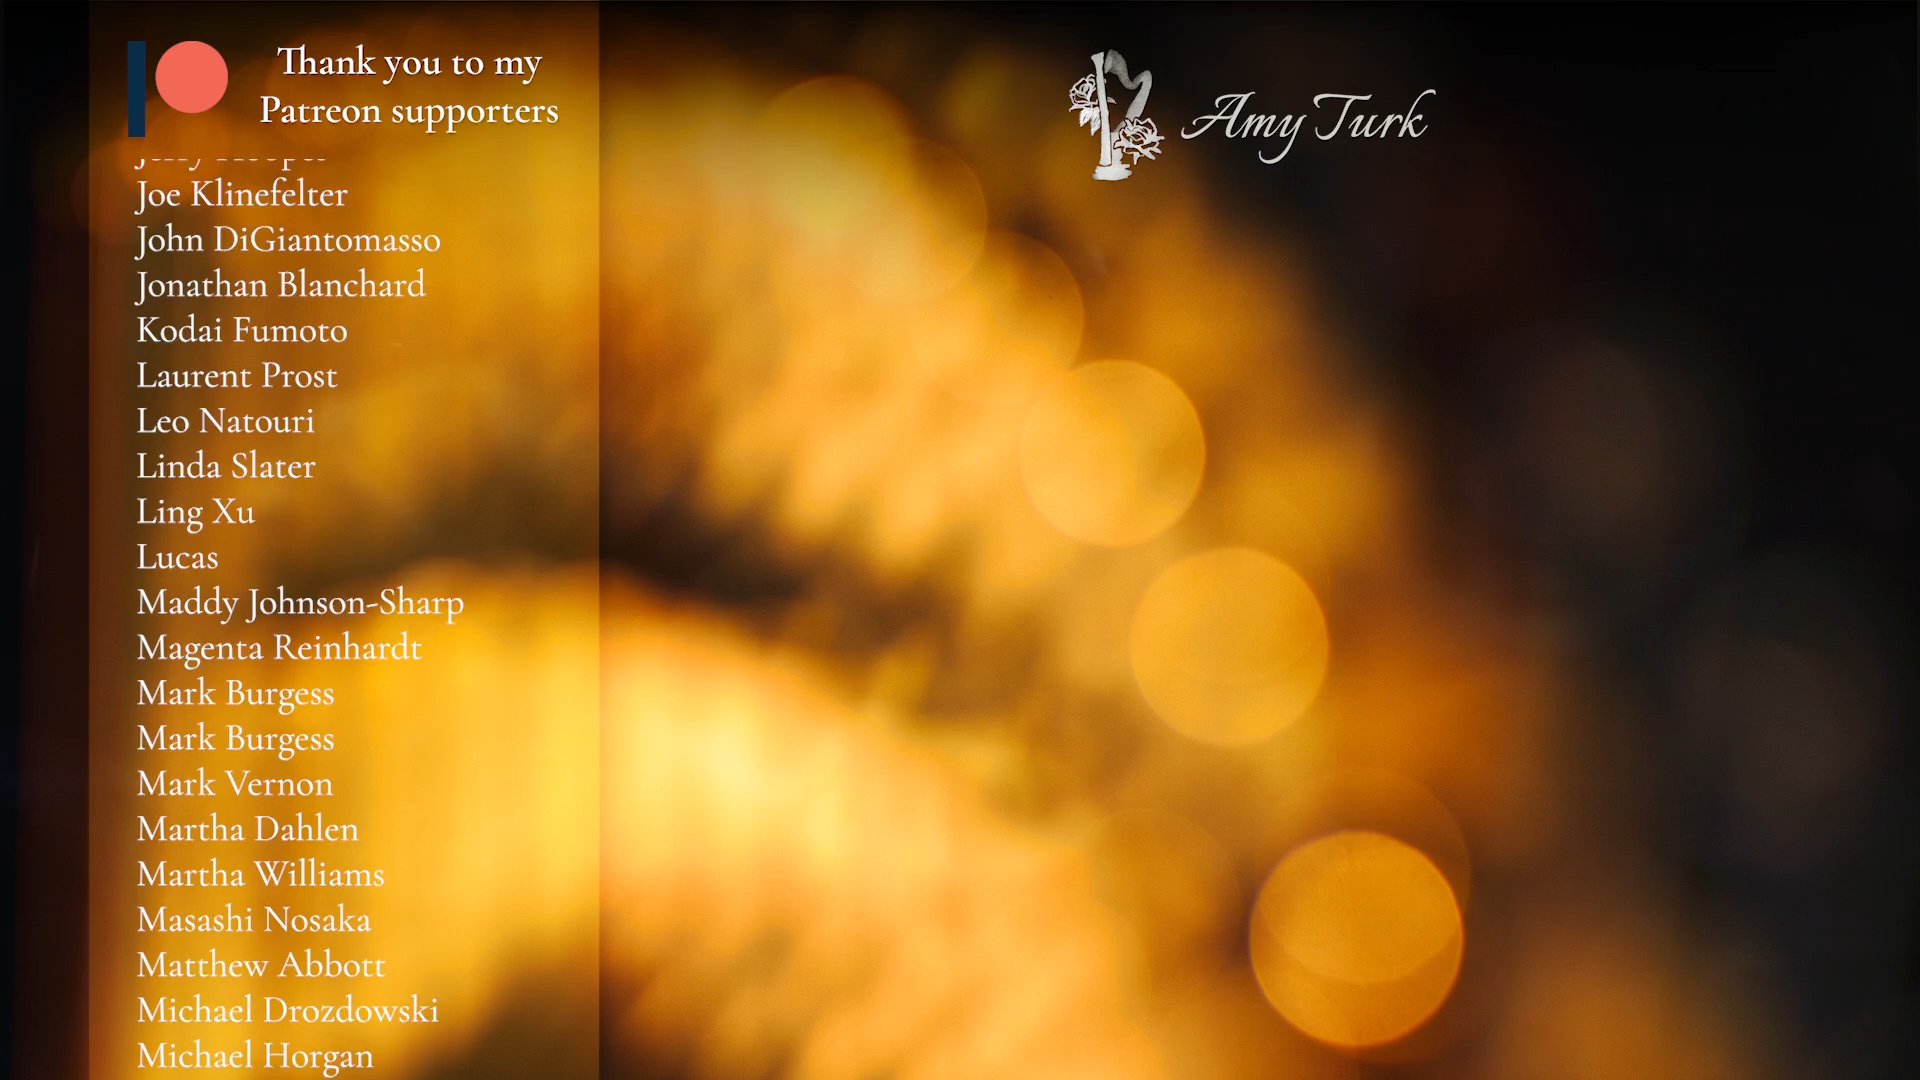 Thank you to my
Patreon supporters
Joe Klinefelter
John DiGiantomasso
Jonathan Blanchard
Kodai Fumoto
Laurent Prost
Leo Natouri
Linda Slater
Ling Xu
Lucas
Maddy Johnson-Sharp
Magenta Reinhardt
Mark Burgess
Mark Burgess
Mark Vernon
Martha Dahlen
Martha Williams
Masashi Nosaka
Matthew Abbott
Michael Drozdowski
Michael Horgan
Amy Turk